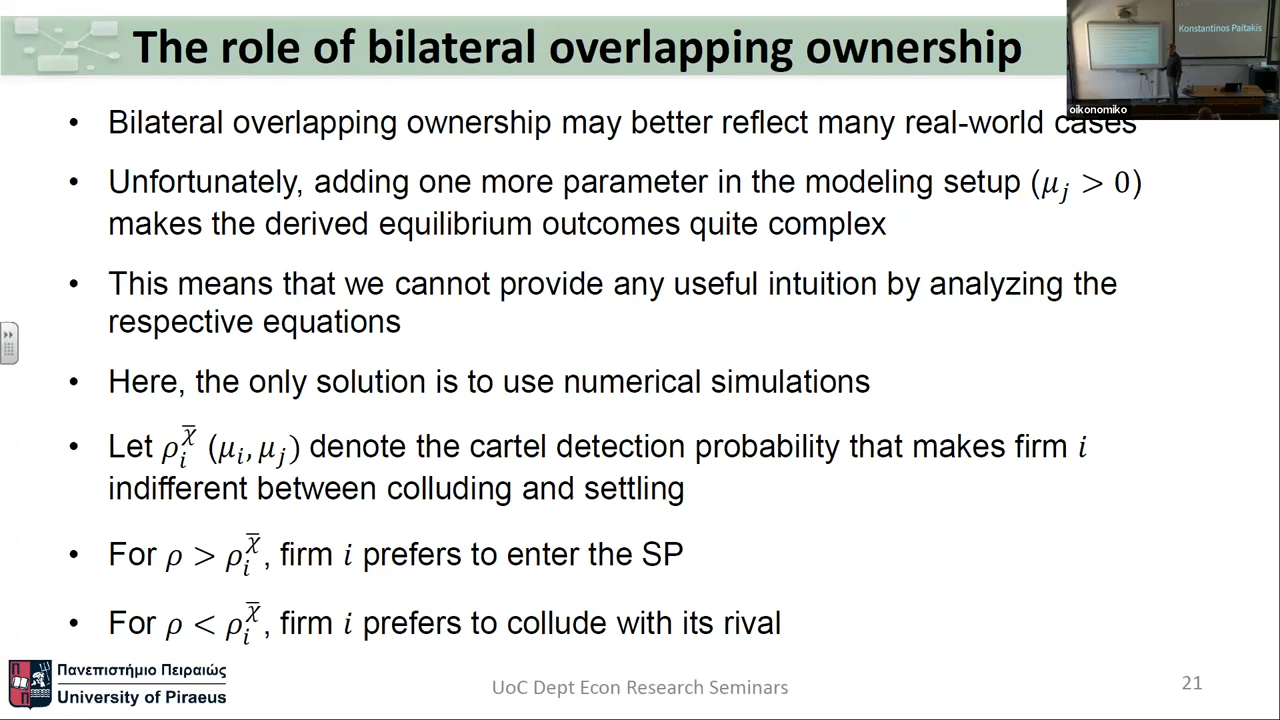 The role of bilateral overlapping ownership
Konstantinos Paitakis
oikonomiko
• Bilateral overlapping ownership may better reflect many real-world cases
• Unfortunately, adding one more parameter in the modeling setup (μⱼ > 0)
makes the derived equilibrium outcomes quite complex
• This means that we cannot provide any useful intuition by analyzing the
respective equations
• Here, the only solution is to use numerical simulations
• Let ρ_i^χ̅ (μᵢ, μⱼ) denote the cartel detection probability that makes firm i
indifferent between colluding and settling
• For ρ > ρ_i^χ̅, firm i prefers to enter the SP
• For ρ < ρ_i^χ̅, firm i prefers to collude with its rival
Πανεπιστήμιο Πειραιώς
University of Piraeus
UoC Dept Econ Research Seminars
21